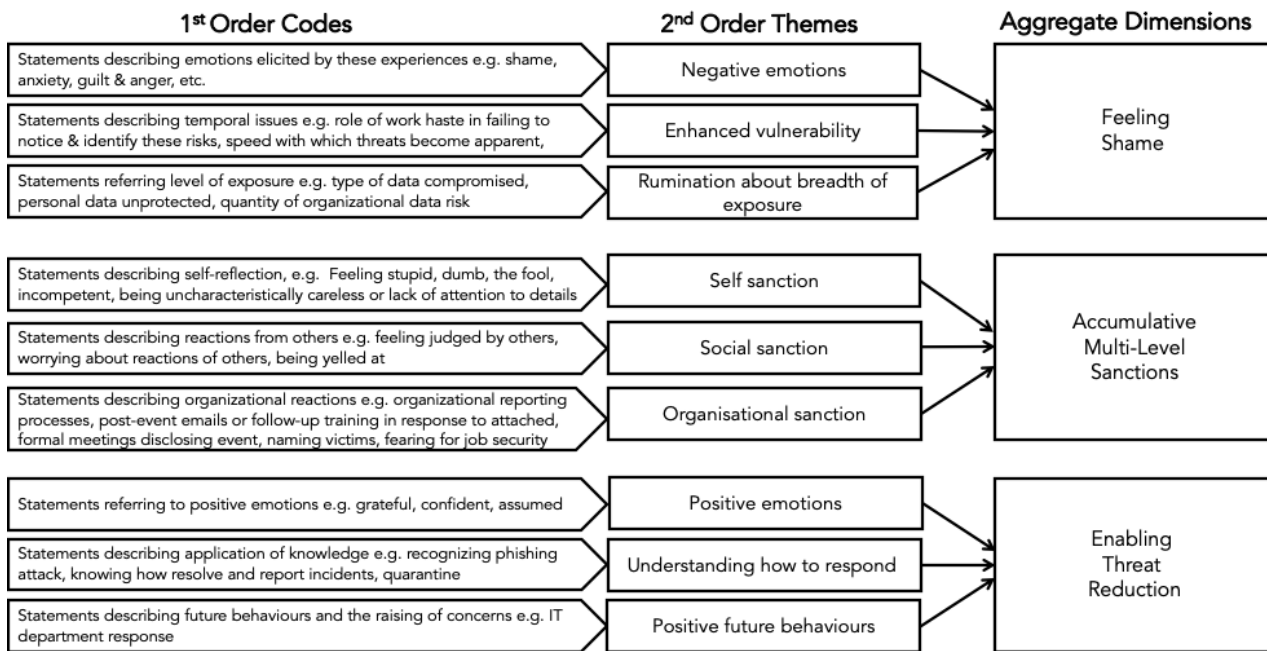 1st Order Codes
2nd Order Themes
Aggregate Dimensions
Statements describing emotions elicited by these experiences e.g. shame,
anxiety, guilt & anger, etc.
Negative emotions
Statements describing temporal issues e.g. role of work haste in failing to
notice & identify these risks, speed with which threats become apparent,
Enhanced vulnerability
Statements referring level of exposure e.g. type of data compromised,
personal data unprotected, quantity of organizational data risk
Rumination about breadth of
exposure
Feeling
Shame
Statements describing self-reflection, e.g. Feeling stupid, dumb, the fool,
incompetent, being uncharacteristically careless or lack of attention to details
Self sanction
Statements describing reactions from others e.g. feeling judged by others,
worrying about reactions of others, being yelled at
Social sanction
Statements describing organizational reactions e.g. organizational reporting
processes, post-event emails or follow-up training in response to attached,
formal meetings disclosing event, naming victims, fearing for job security
Organisational sanction
Accumulative
Multi-Level
Sanctions
Statements referring to positive emotions e.g. grateful, confident, assumed
Positive emotions
Statements describing application of knowledge e.g. recognizing phishing
attack, knowing how resolve and report incidents, quarantine
Understanding how to respond
Statements describing future behaviours and the raising of concerns e.g. IT
department response
Positive future behaviours
Enabling
Threat
Reduction